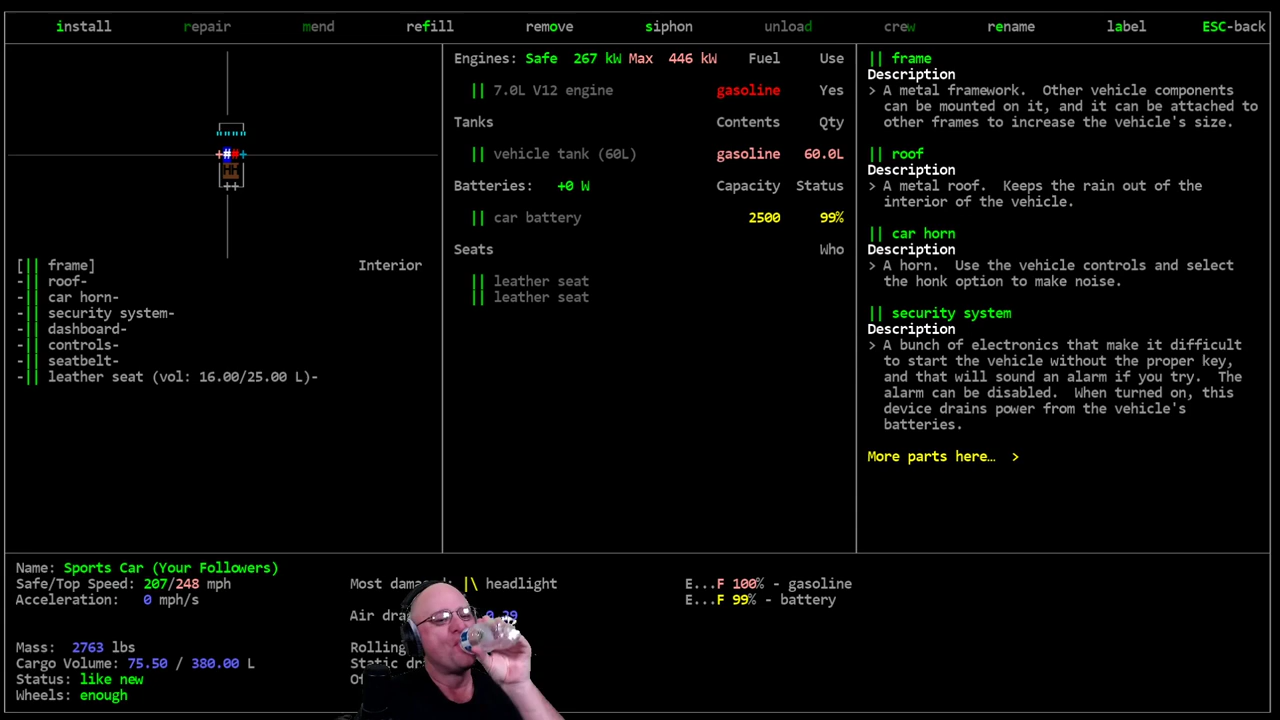 install repair mend refill remove siphon unload crew rename label ESC-back
Engines: Safe 267 kW Max 446 kW Fuel Use
|| 7.0L V12 engine gasoline Yes
Tanks Contents Qty
|| vehicle tank (60L) gasoline 60.0L
Batteries: +0 W Capacity Status
|| car battery 2500 99%
Seats Who
|| leather seat
|| leather seat
[|| frame] Interior
-|| roof-
-|| car horn-
-|| security system-
-|| dashboard-
-|| controls-
-|| seatbelt-
-|| leather seat (vol: 16.00/25.00 L)-
|| frame
Description
> A metal framework. Other vehicle components
can be mounted on it, and it can be attached to
other frames to increase the vehicle's size.
|| roof
Description
> A metal roof. Keeps the rain out of the
interior of the vehicle.
|| car horn
Description
> A horn. Use the vehicle controls and select
the honk option to make noise.
|| security system
Description
> A bunch of electronics that make it difficult
to start the vehicle without the proper key,
and that will sound an alarm if you try. The
alarm can be disabled. When turned on, this
device drains power from the vehicle's
batteries.
More parts here… >
Name: Sports Car (Your Followers)
Safe/Top Speed: 207/248 mph
Acceleration: 0 mph/s
Mass: 2763 lbs
Cargo Volume: 75.50 / 380.00 L
Status: like new
Wheels: enough
Most |\ headlight
Air
Rolling
Static
E...F 100% - gasoline
E...F 99% - battery